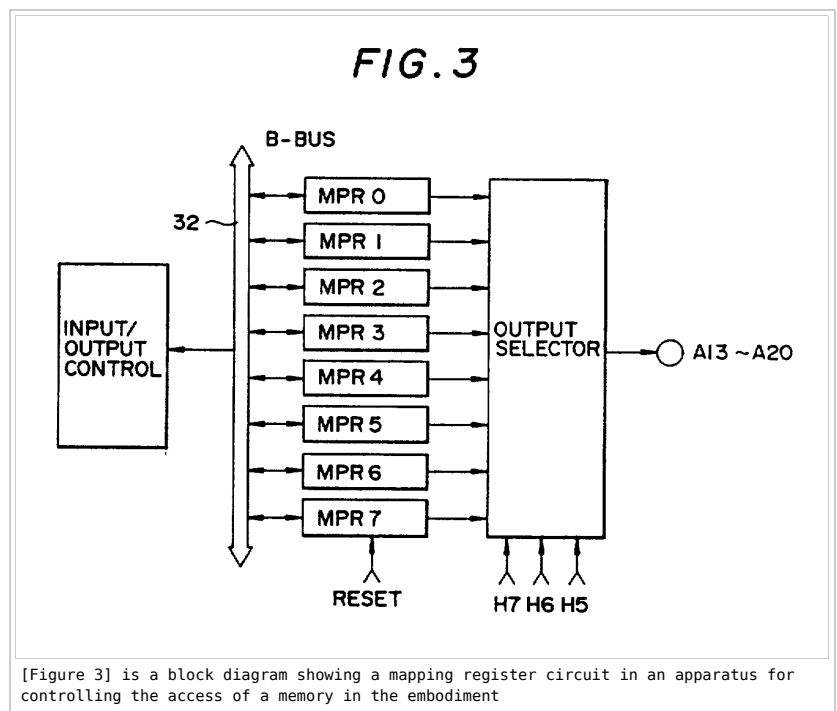 FIG. 3
B-BUS
32
MPR 0
MPR 1
MPR 2
MPR 3
MPR 4
MPR 5
MPR 6
MPR 7
INPUT/
OUTPUT
CONTROL
OUTPUT
SELECTOR
A13 ~A20
RESET
H7 H6 H5
[Figure 3] is a block diagram showing a mapping register circuit in an apparatus for
controlling the access of a memory in the embodiment